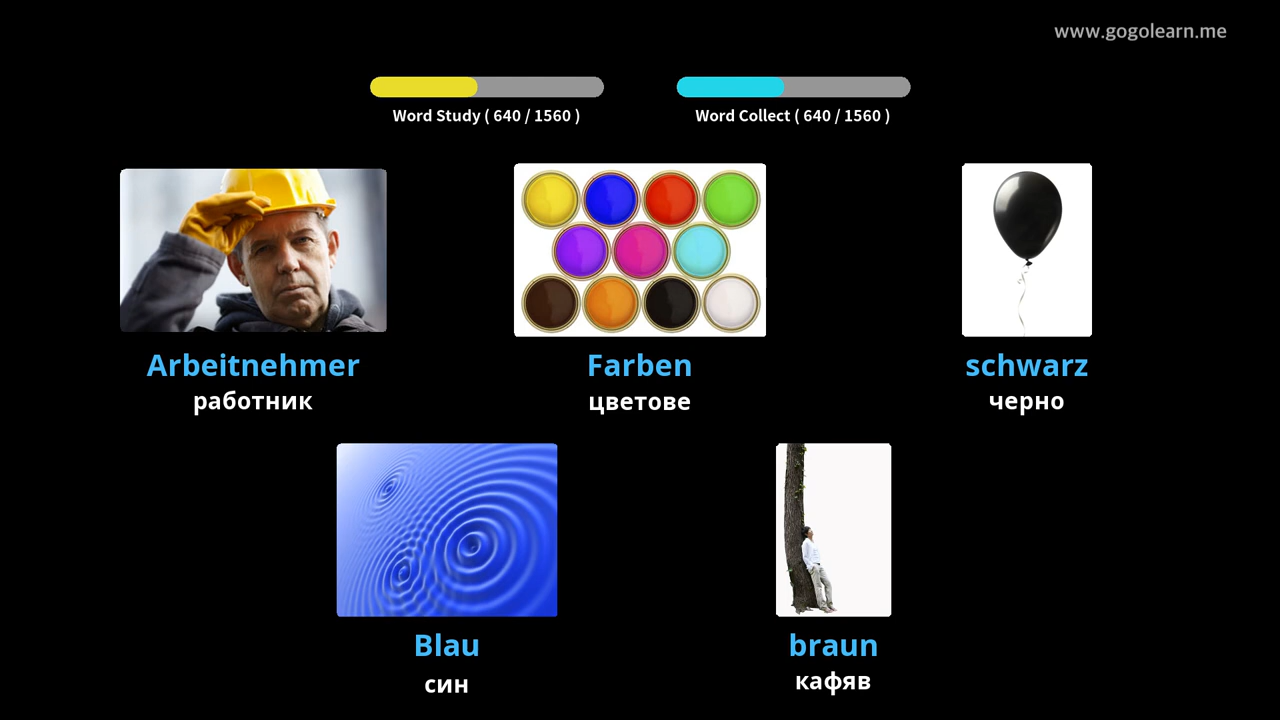 www.gogolearn.me
Word Study ( 640 / 1560 )
Word Collect ( 640 / 1560 )
Arbeitnehmer
работник
Farben
цветове
schwarz
черно
Blau
син
braun
кафяв